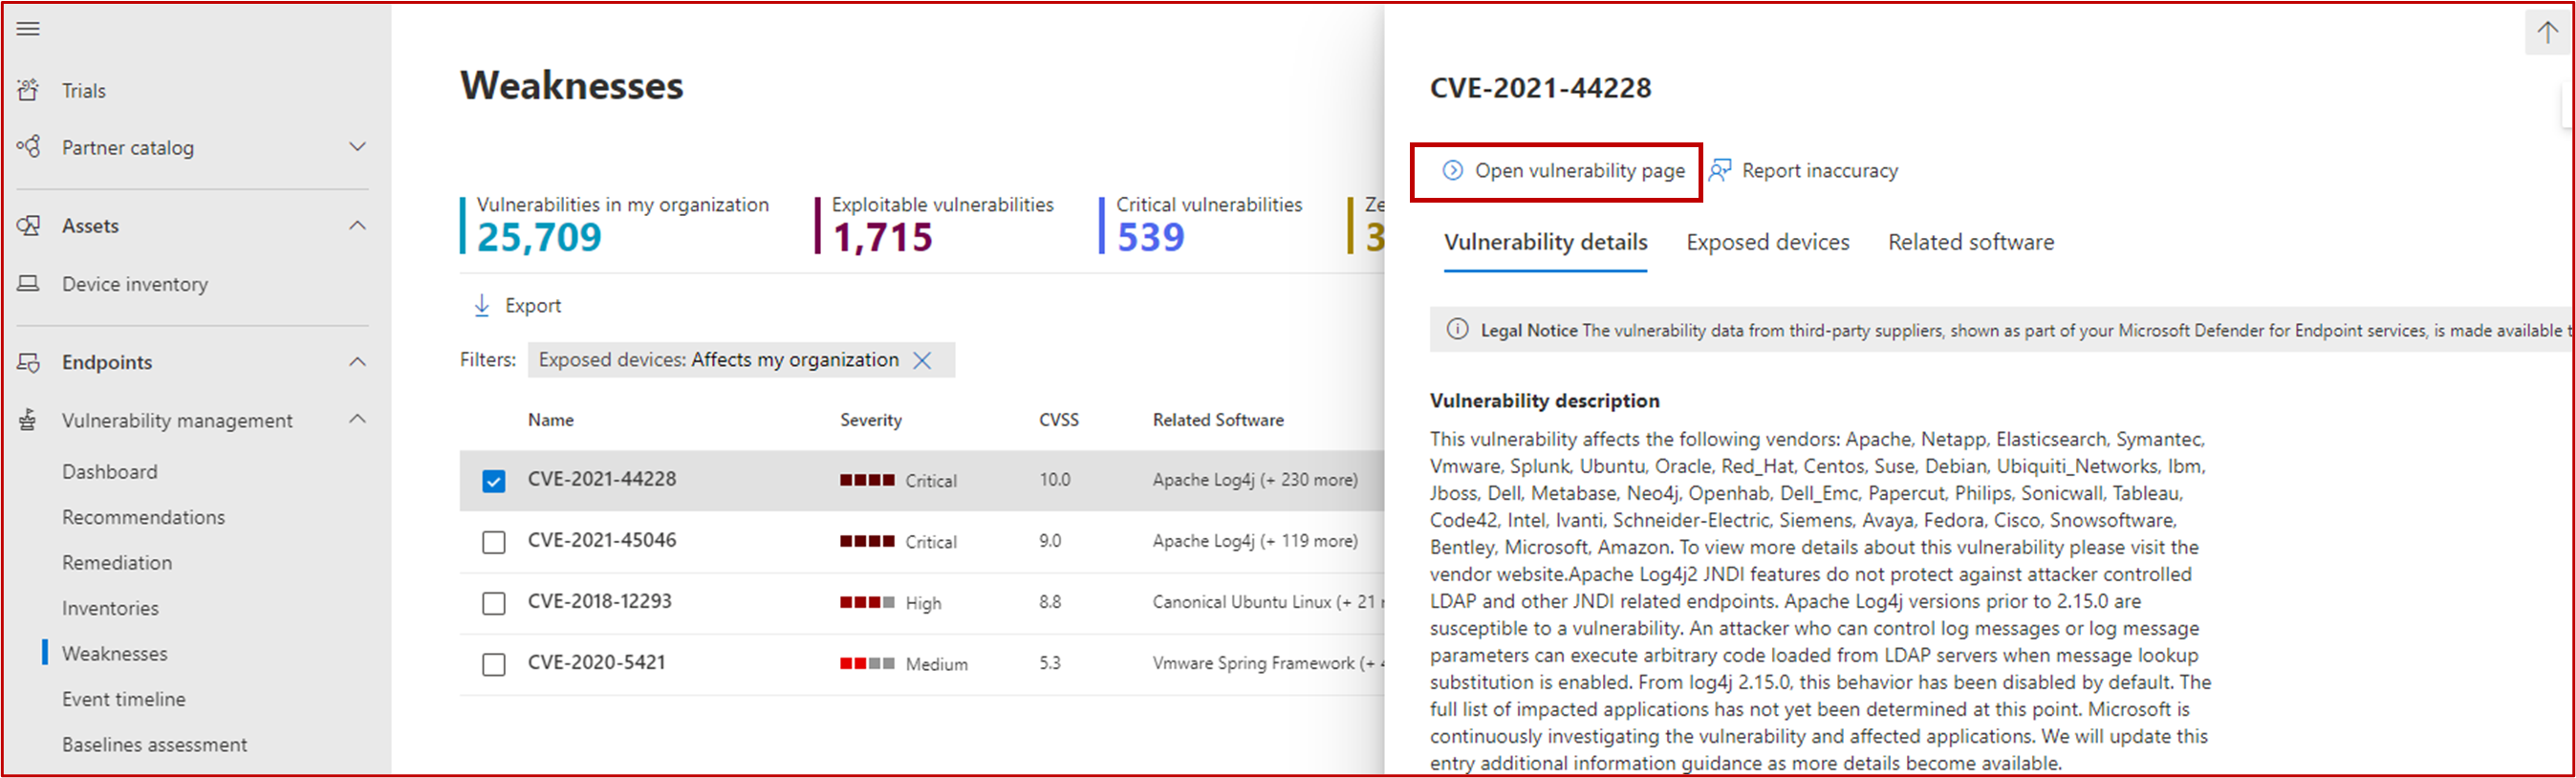 Trials
Partner catalog
Assets
Device inventory
Endpoints
Vulnerability management
Dashboard
Recommendations
Remediation
Inventories
Weaknesses
Event timeline
Baselines assessment
Weaknesses
Vulnerabilities in my organization
25,709
Exploitable vulnerabilities
1,715
Critical vulnerabilities
539
Ze
3
Export
Filters: Exposed devices: Affects my organization
Name Severity CVSS Related Software
CVE-2021-44228 Critical 10.0 Apache Log4j (+ 230 more)
CVE-2021-45046 Critical 9.0 Apache Log4j (+ 119 more)
CVE-2018-12293 High 8.8 Canonical Ubuntu Linux (+ 21
CVE-2020-5421 Medium 5.3 Vmware Spring Framework (+
CVE-2021-44228
Open vulnerability page Report inaccuracy
Vulnerability details Exposed devices Related software
Legal Notice The vulnerability data from third-party suppliers, shown as part of your Microsoft Defender for Endpoint services, is made available
Vulnerability description
This vulnerability affects the following vendors: Apache, Netapp, Elasticsearch, Symantec,
Vmware, Splunk, Ubuntu, Oracle, Red_Hat, Centos, Suse, Debian, Ubiquiti_Networks, Ibm,
Jboss, Dell, Metabase, Neo4j, Openhab, Dell_Emc, Papercut, Philips, Sonicwall, Tableau,
Code42, Intel, Ivanti, Schneider-Electric, Siemens, Avaya, Fedora, Cisco, Snowsoftware,
Bentley, Microsoft, Amazon. To view more details about this vulnerability please visit the
vendor website.Apache Log4j2 JNDI features do not protect against attacker controlled
LDAP and other JNDI related endpoints. Apache Log4j versions prior to 2.15.0 are
susceptible to a vulnerability. An attacker who can control log messages or log message
parameters can execute arbitrary code loaded from LDAP servers when message lookup
substitution is enabled. From log4j 2.15.0, this behavior has been disabled by default. The
full list of impacted applications has not yet been determined at this point. Microsoft is
continuously investigating the vulnerability and affected applications. We will update this
entry additional information guidance as more details become available.